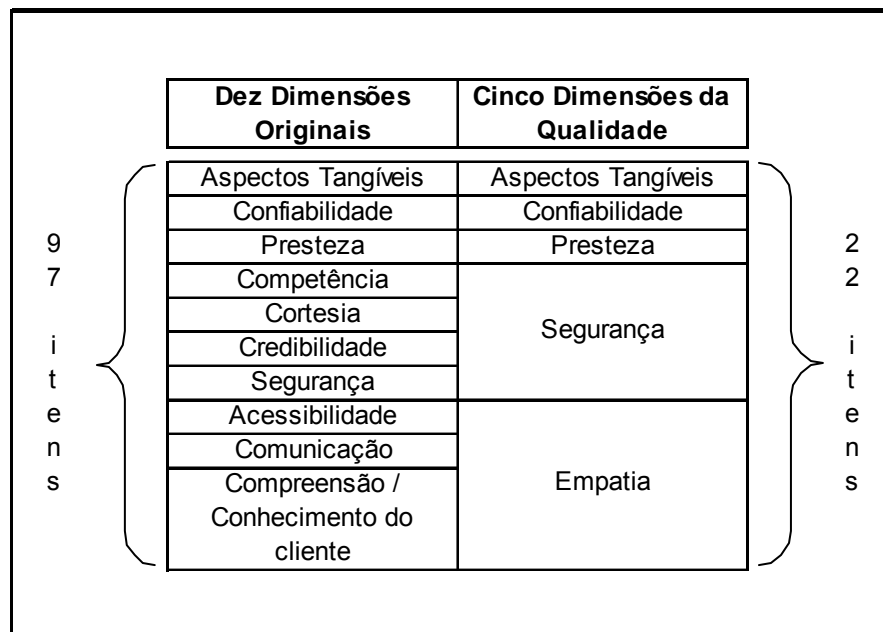 Dez Dimensões Cinco Dimensões da
Originais Qualidade
Aspectos Tangíveis Aspectos Tangíveis
Confiabilidade Confiabilidade
9 Presteza Presteza 2
7 Competência 2
Cortesia
Segurança
i Credibilidade i
t Segurança t
e Acessibilidade e
n Comunicação n
s Compreensão / Empatia s
Conhecimento do
cliente